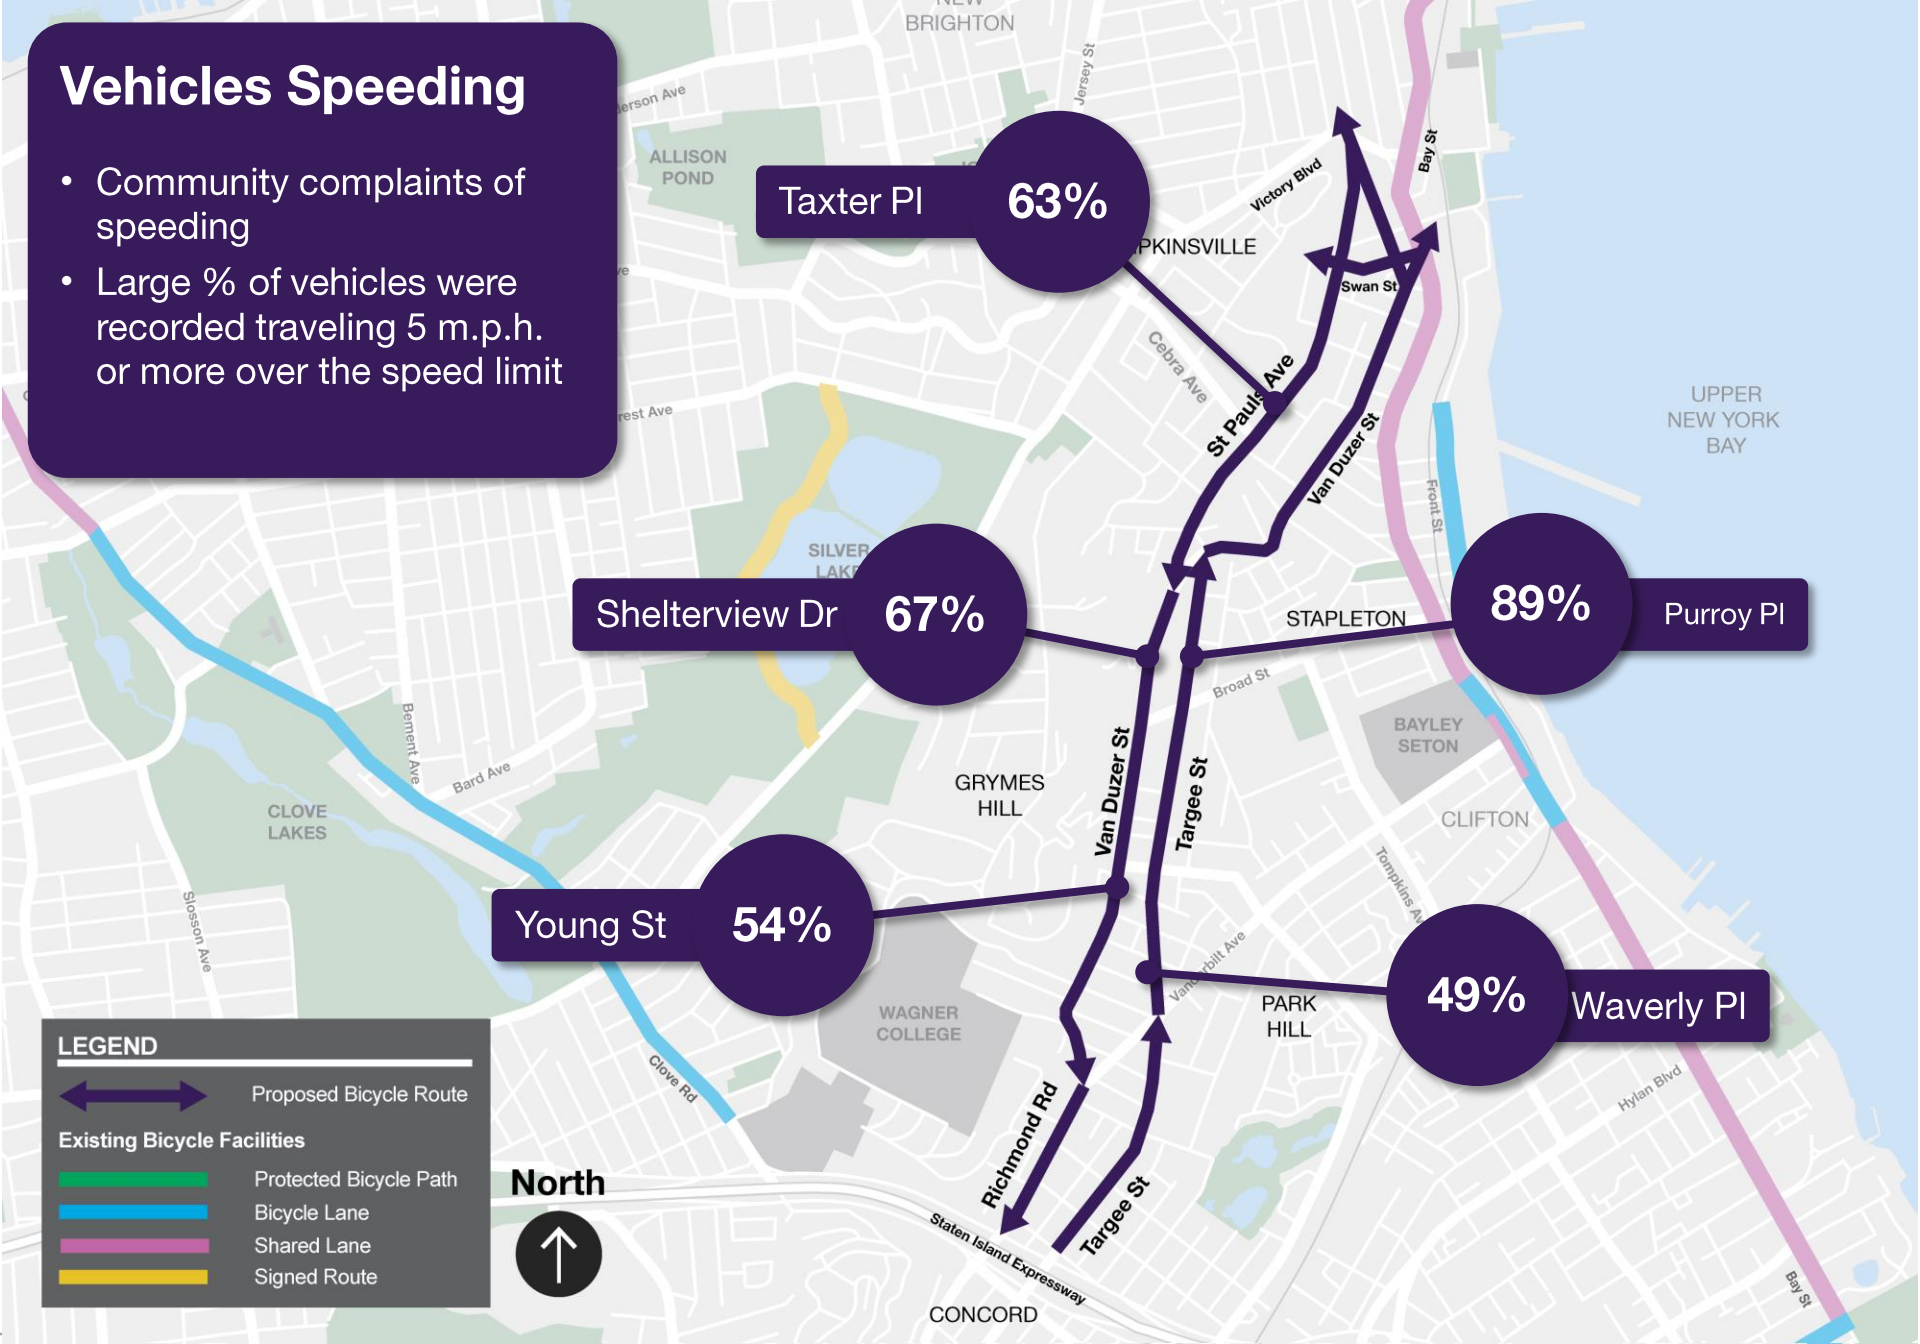 Vehicles Speeding
• Community complaints of
speeding
• Large % of vehicles were
recorded traveling 5 m.p.h.
or more over the speed limit
BRIGHTON
Jersey St
ALLISON
POND
Taxter Pl
63%
Victory Blvd
Bay St
Swan St
Cebra Ave
St Pauls Ave
Van Duzer St
Front St
UPPER
NEW YORK
BAY
SILVER
Shelterview Dr
67%
STAPLETON
89%
Purroy Pl
Broad St
BAYLEY
SETON
Bement Ave
Bard Ave
GRYMES
HILL
Van Duzer St
Targee St
CLOVE
LAKES
CLIFTON
Tompkins Av
Slosson Ave
Young St
54%
WAGNER
COLLEGE
PARK
HILL
49%
Waverly Pl
Clove Rd
Hylan Blvd
Richmond Rd
Targee St
Staten Island Expressway
CONCORD
Bay St
LEGEND
Proposed Bicycle Route
Existing Bicycle Facilities
Protected Bicycle Path
Bicycle Lane
Shared Lane
Signed Route
North